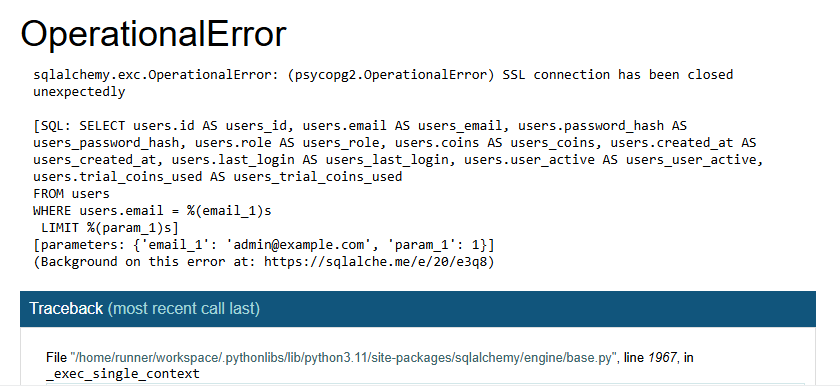 OperationalError
sqlalchemy.exc.OperationalError: (psycopg2.OperationalError) SSL connection has been closed
unexpectedly
[SQL: SELECT users.id AS users_id, users.email AS users_email, users.password_hash AS
users_password_hash, users.role AS users_role, users.coins AS users_coins, users.created_at AS
users_created_at, users.last_login AS users_last_login, users.user_active AS users_user_active,
users.trial_coins_used AS users_trial_coins_used
FROM users
WHERE users.email = %(email_1)s
LIMIT %(param_1)s]
[parameters: {'email_1': 'admin@example.com', 'param_1': 1}]
(Background on this error at: https://sqlalche.me/e/20/e3q8)
Traceback (most recent call last)
File "/home/runner/workspace/.pythonlibs/lib/python3.11/site-packages/sqlalchemy/engine/base.py", line 1967, in
_exec_single_context